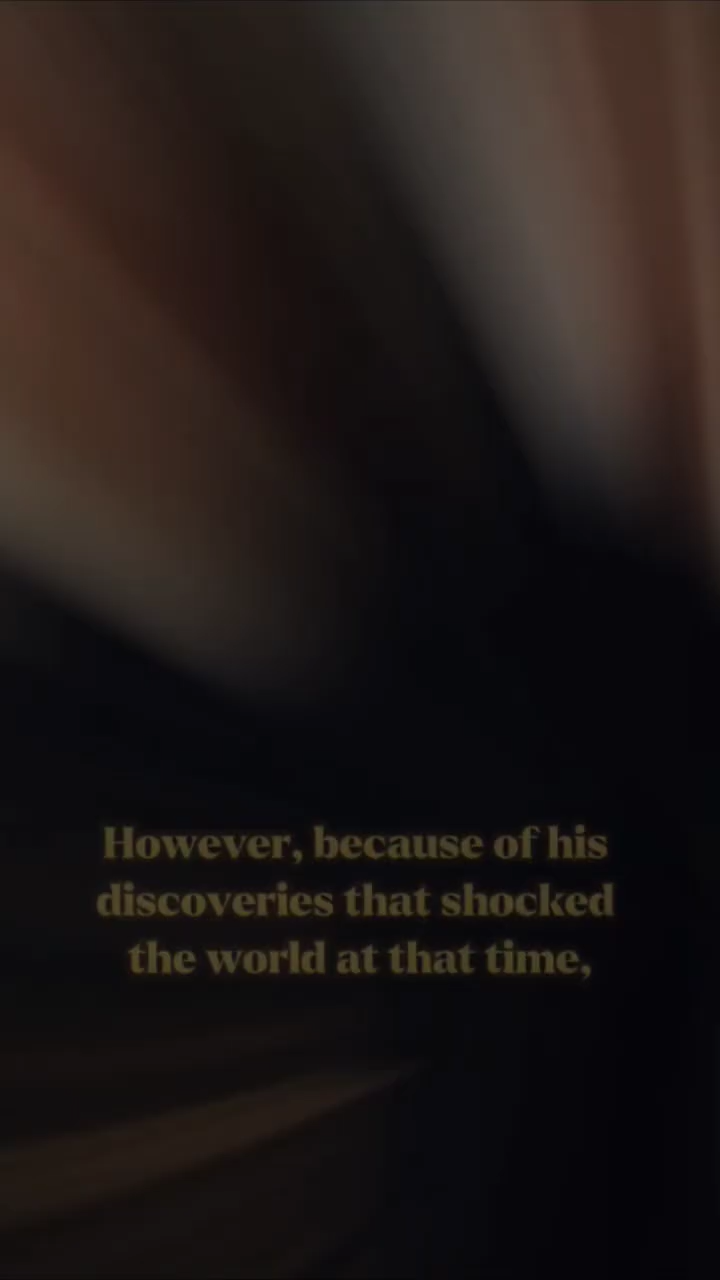 However, because of his
discoveries that shocked
the world at that time,